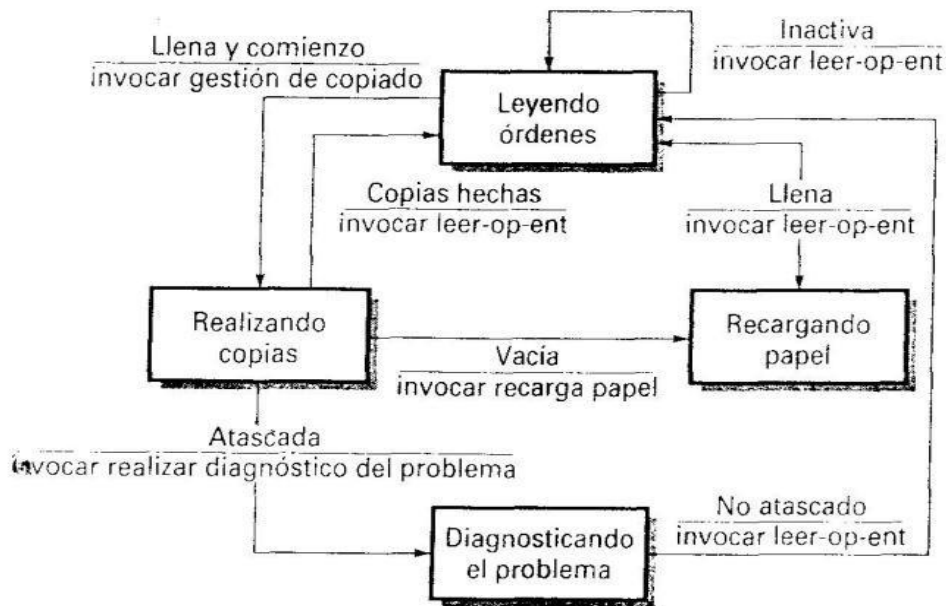 Llena y comienzo
invocar gestión de copiado
Inactiva
invocar leer-op-ent
Leyendo
órdenes
Copias hechas
invocar leer-op-ent
Llena
invocar leer-op-ent
Realizando
copias
Recargando
papel
Vacía
invocar recarga papel
Atascada
invocar realizar diagnóstico del problema
Diagnosticando
el problema
No atascado
invocar leer-op-ent